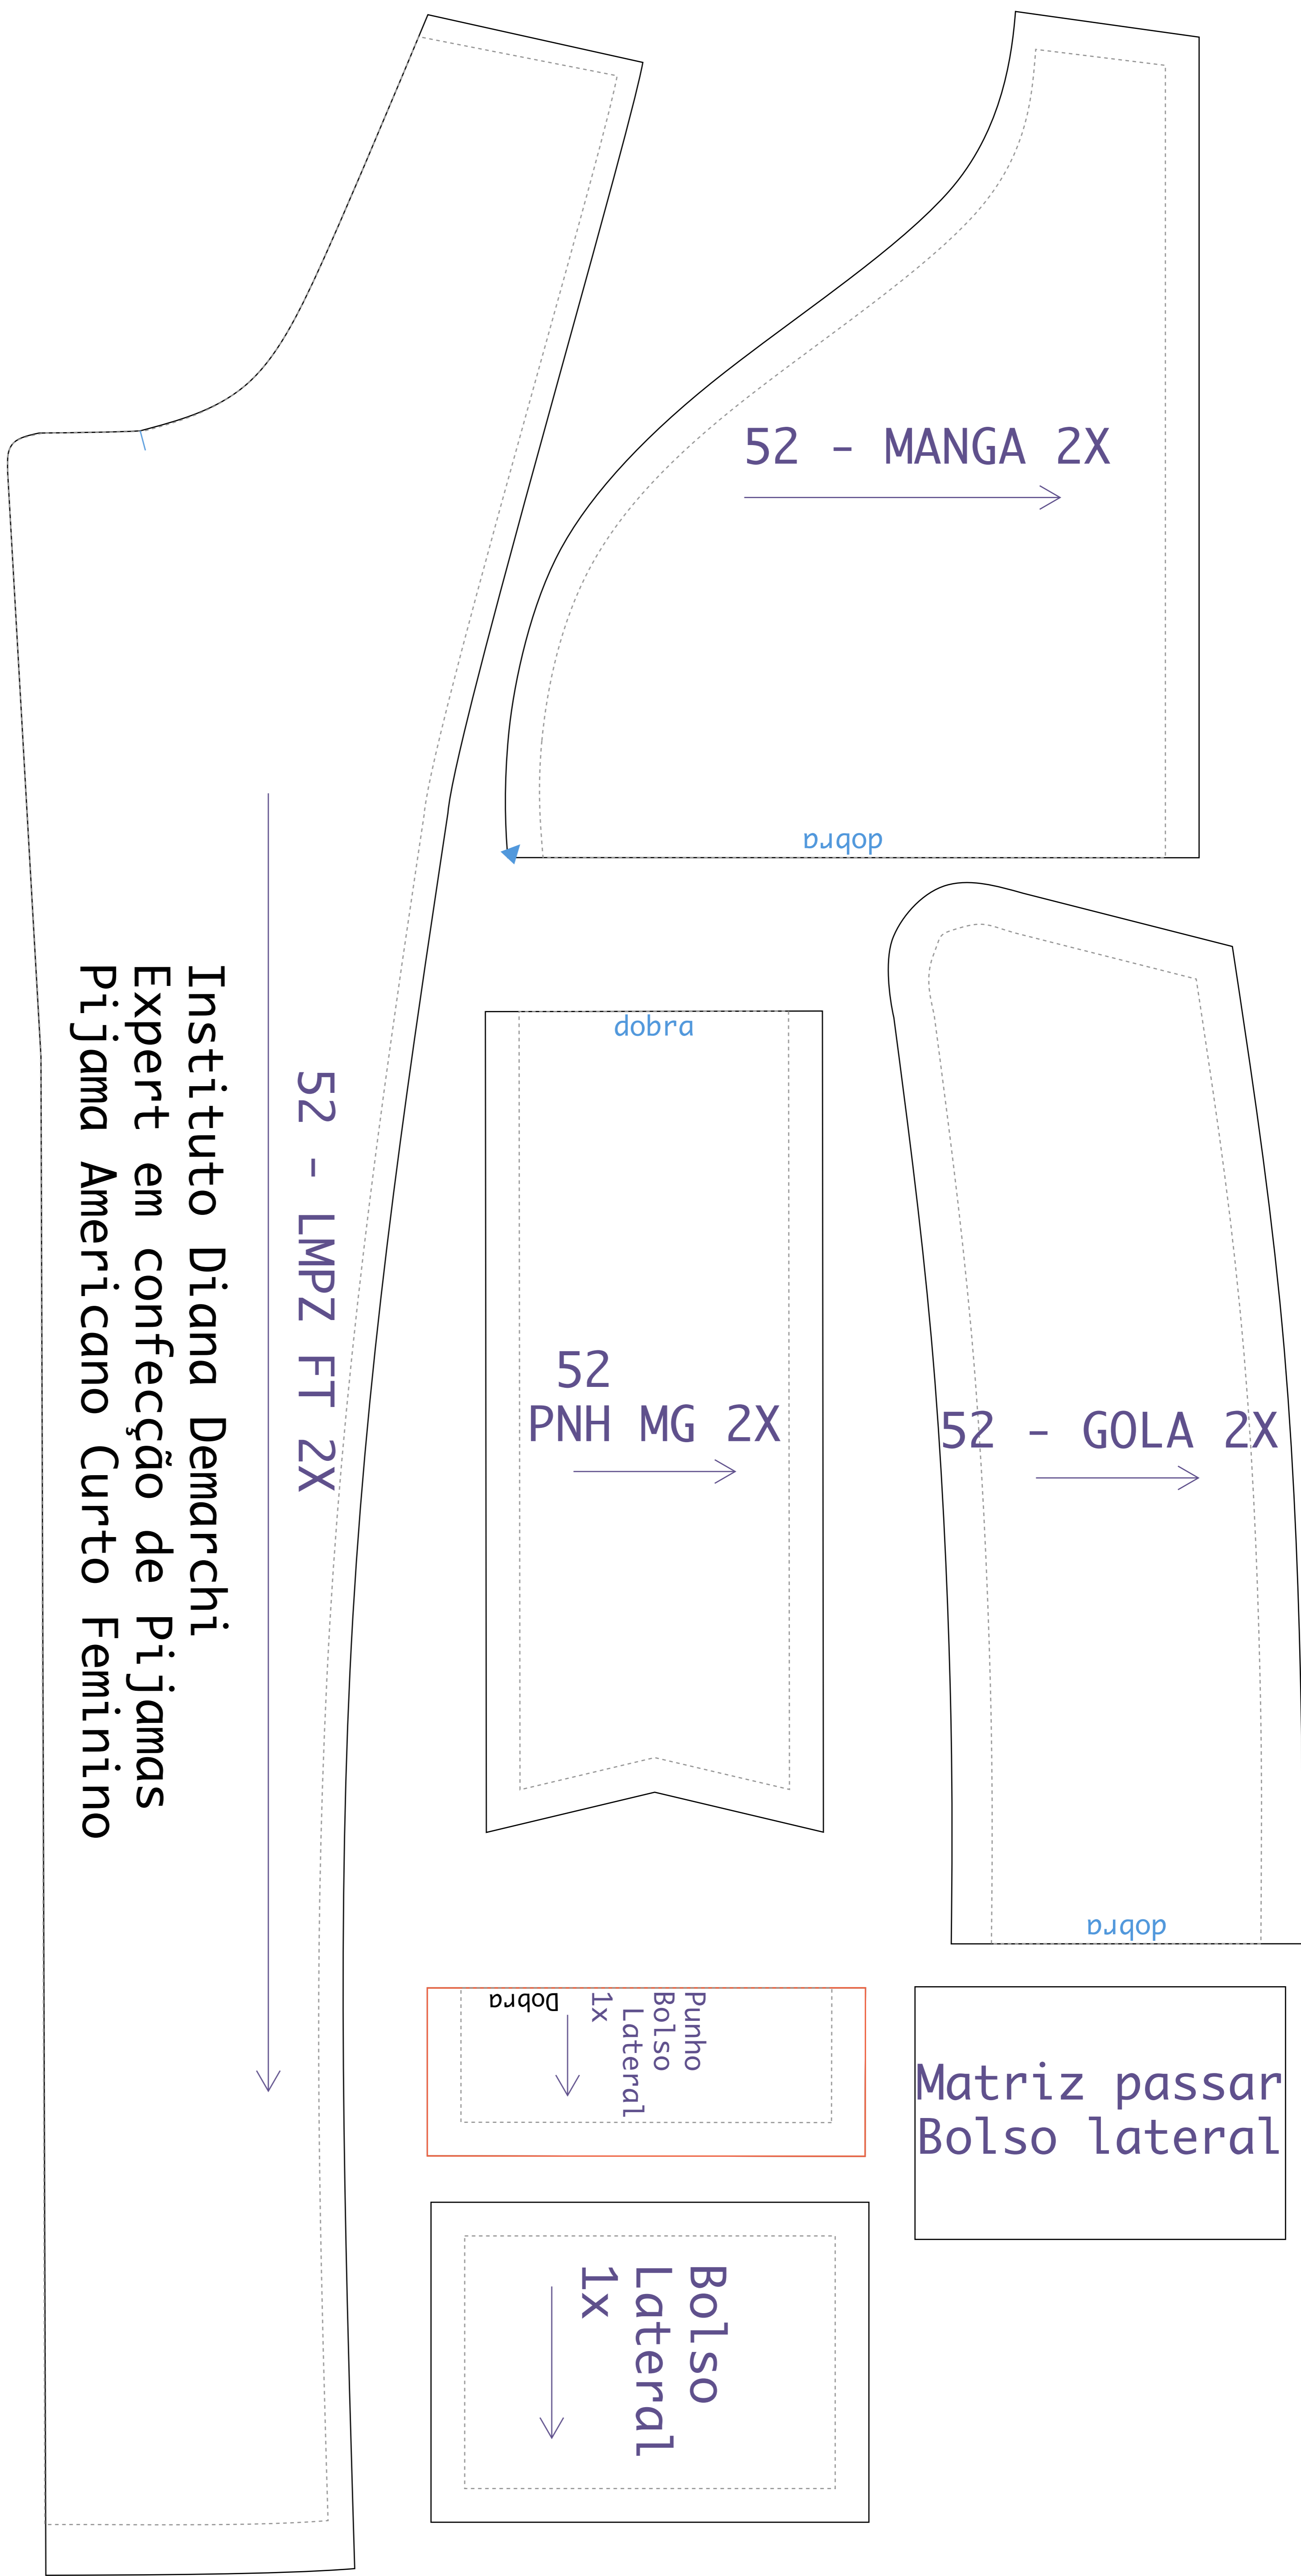 52 - MANGA 2X
dobra
Instituto Diana Demarchi
Expert em confecção de Pijamas
Pijama Americano Curto Feminino
52 - LMPZ FT 2X
dobra
52
PNH MG 2X
52 - GOLA 2X
dobra
Dobra
Punho
Bolso
Lateral
1x
Matriz passar
Bolso lateral
Bolso
Lateral
1x